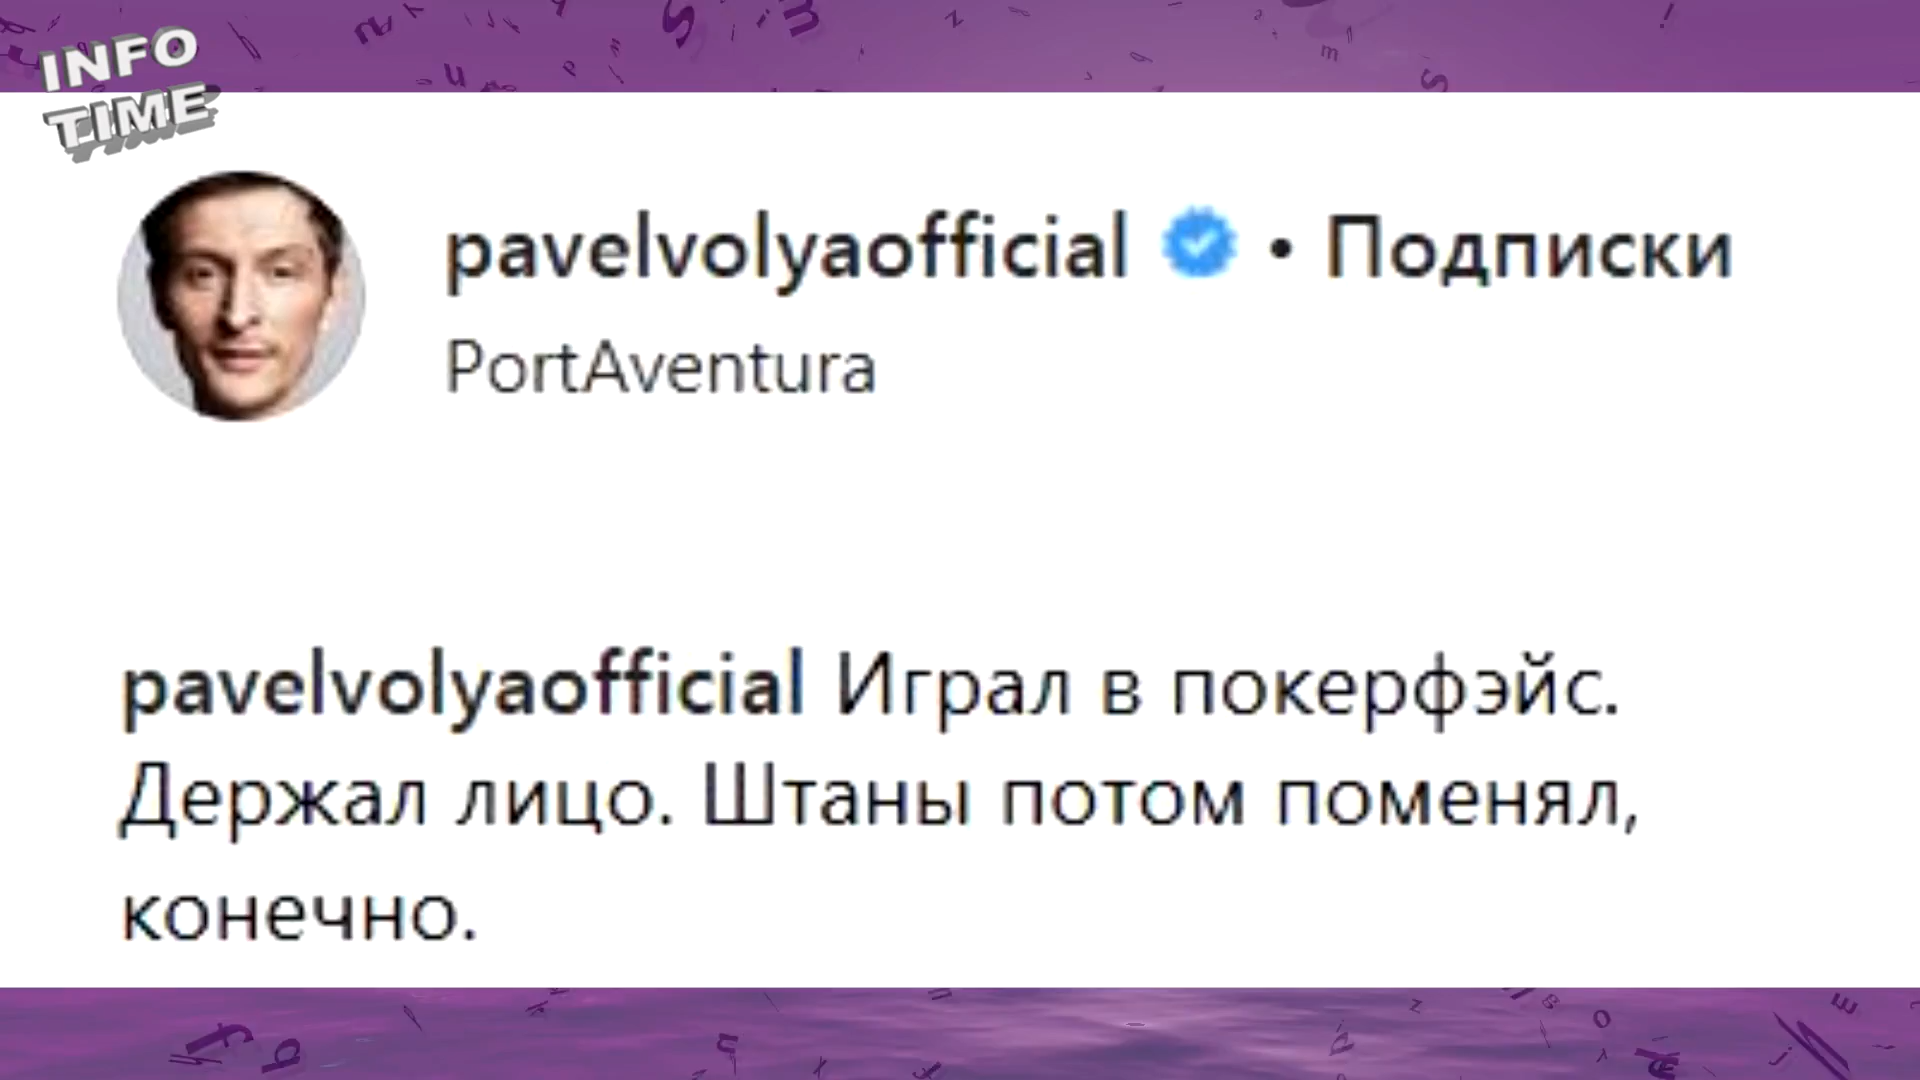 INFO
TIME
pavelvolyaofficial • Подписки
PortAventura
pavelvolyaofficial Играл в покерфэйс.
Держал лицо. Штаны потом поменял,
конечно.